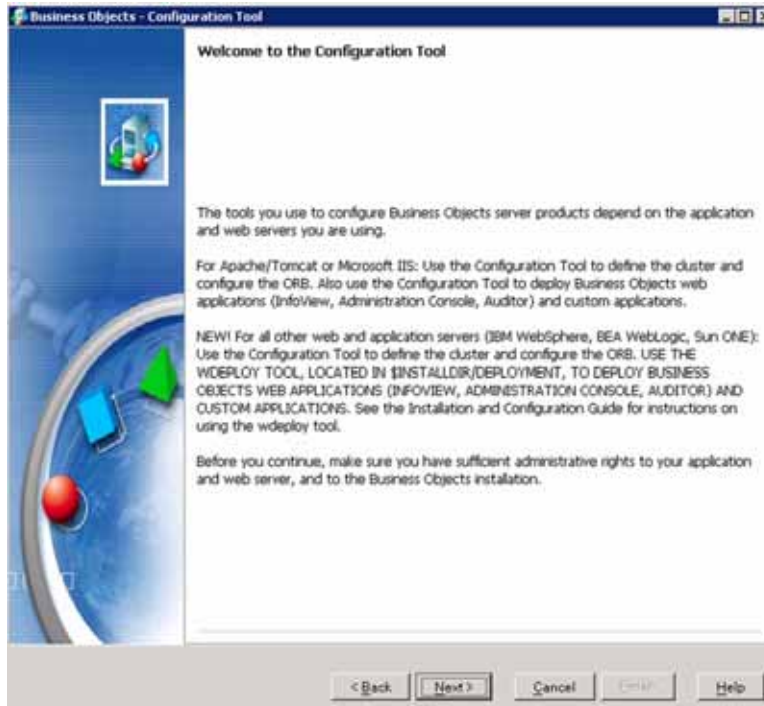 Business Objects - Configuration Tool
Welcome to the Configuration Tool
The tools you use to configure Business Objects server products depend on the application
and web servers you are using.
For Apache/Tomcat or Microsoft IIS: Use the Configuration Tool to define the cluster and
configure the ORB. Also use the Configuration Tool to deploy Business Objects web
applications (InfoView, Administration Console, Auditor) and custom applications.
NEW! For all other web and application servers (IBM WebSphere, BEA WebLogic, Sun ONE):
Use the Configuration Tool to define the cluster and configure the ORB. USE THE
WDEPLOY TOOL, LOCATED IN $INSTALLDIR/DEPLOYMENT, TO DEPLOY BUSINESS
OBJECTS WEB APPLICATIONS (INFOVIEW, ADMINISTRATION CONSOLE, AUDITOR) AND
CUSTOM APPLICATIONS. See the Installation and Configuration Guide for instructions on
using the wdeploy tool.
Before you continue, make sure you have sufficient administrative rights to your application
and web server, and to the Business Objects installation.
< Back
Next >
Cancel
Help